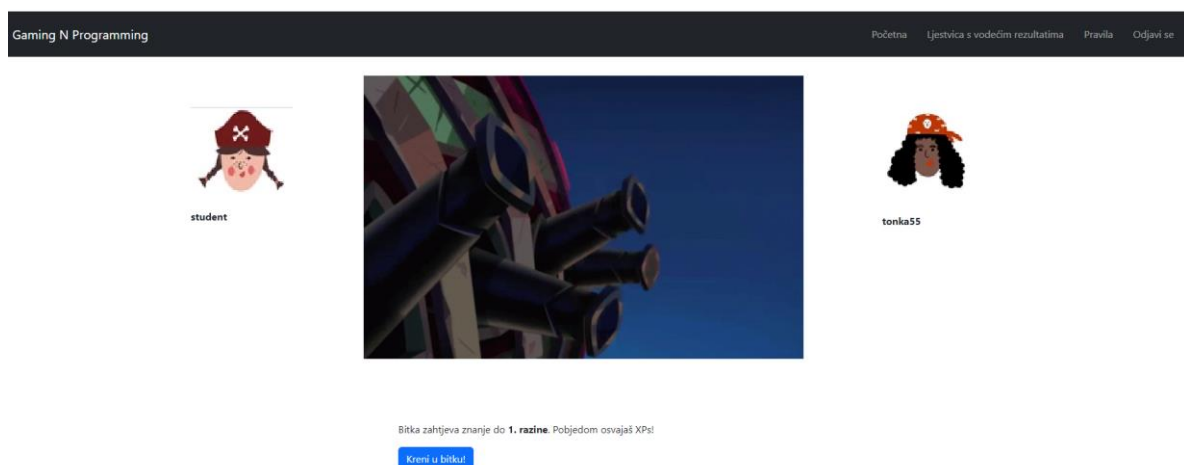 Gaming N Programming
Početna Ljestvica s vodećim rezultatima Pravila Odjavi se
student
tonka55
Bitka zahtjeva znanje do 1. razine. Pobjedom osvajaš XPs!
Kreni u bitku!